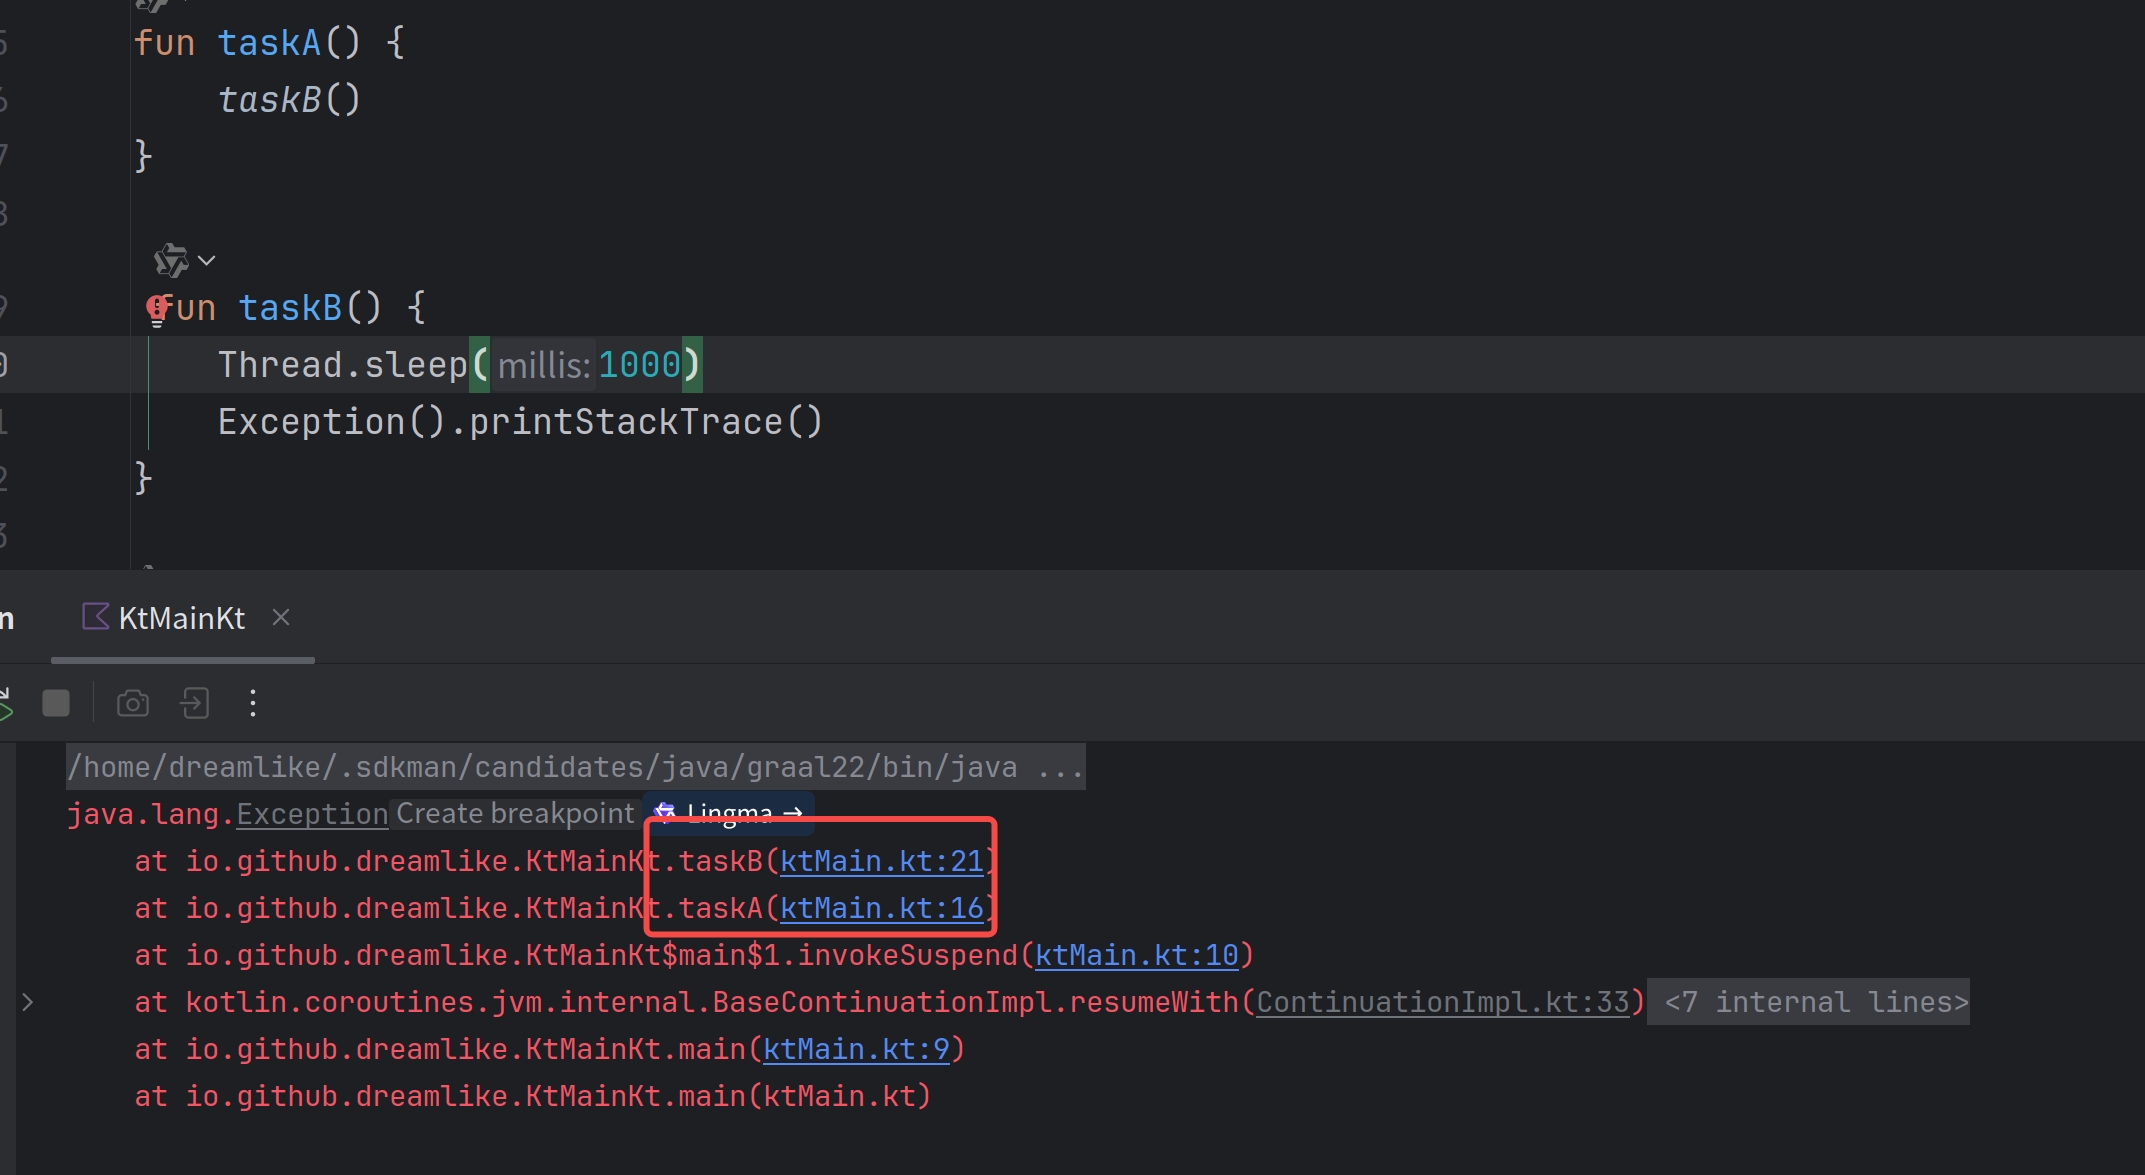 5 fun taskA() {
6 taskB()
7 }
8
9 fun taskB() {
0 Thread.sleep( millis: 1000)
1 Exception().printStackTrace()
2 }
3
n KtMainKt ×
/home/dreamlike/.sdkman/candidates/java/graal22/bin/java ...
java.lang.Exception Create breakpoint Lingma →
at io.github.dreamlike.KtMainKt.taskB(ktMain.kt:21)
at io.github.dreamlike.KtMainKt.taskA(ktMain.kt:16)
at io.github.dreamlike.KtMainKt$main$1.invokeSuspend(ktMain.kt:10)
at kotlin.coroutines.jvm.internal.BaseContinuationImpl.resumeWith(ContinuationImpl.kt:33) <7 internal lines>
at io.github.dreamlike.KtMainKt.main(ktMain.kt:9)
at io.github.dreamlike.KtMainKt.main(ktMain.kt)